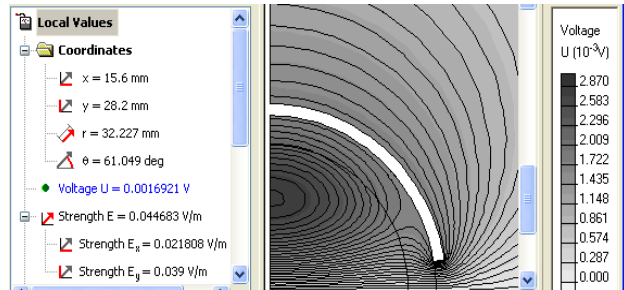 Local Values
Coordinates
x = 15.6 mm
y = 28.2 mm
r = 32.227 mm
θ = 61.049 deg
Voltage U = 0.0016921 V
Strength E = 0.044683 V/m
Strength Ex = 0.021808 V/m
Strength Ey = 0.039 V/m
Voltage
U (10⁻³V)
2.870
2.583
2.296
2.009
1.722
1.435
1.148
0.861
0.574
0.287
0.000